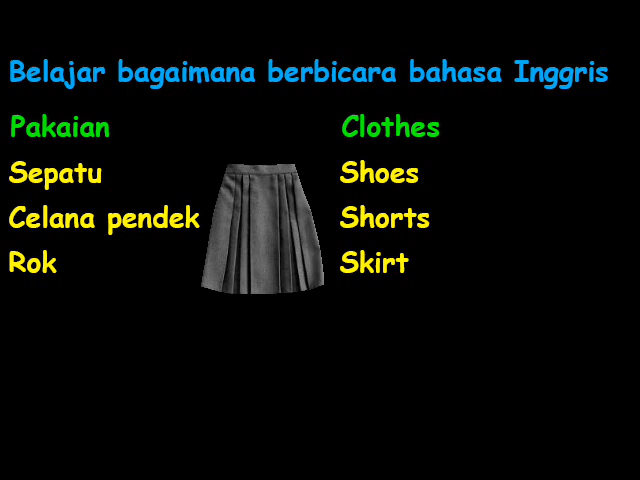 Belajar bagaimana berbicara bahasa Inggris
Pakaian Clothes
Sepatu Shoes
Celana pendek Shorts
Rok Skirt